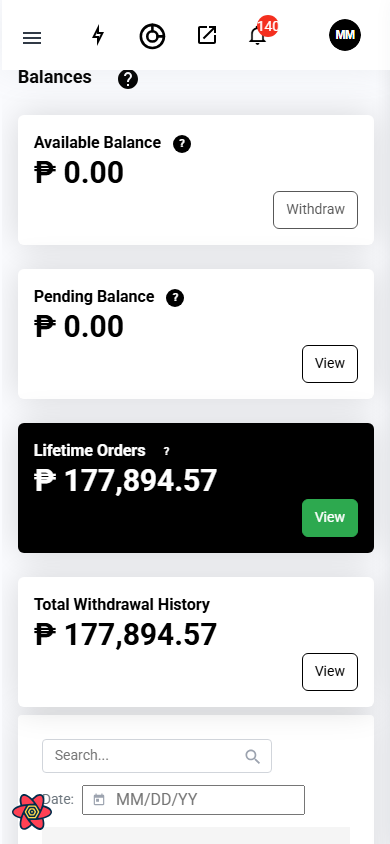 140
MM
Balances ?
Available Balance ?
₱ 0.00
Withdraw
Pending Balance ?
₱ 0.00
View
Lifetime Orders ?
₱ 177,894.57
View
Total Withdrawal History
₱ 177,894.57
View
Search...
Date: MM/DD/YY